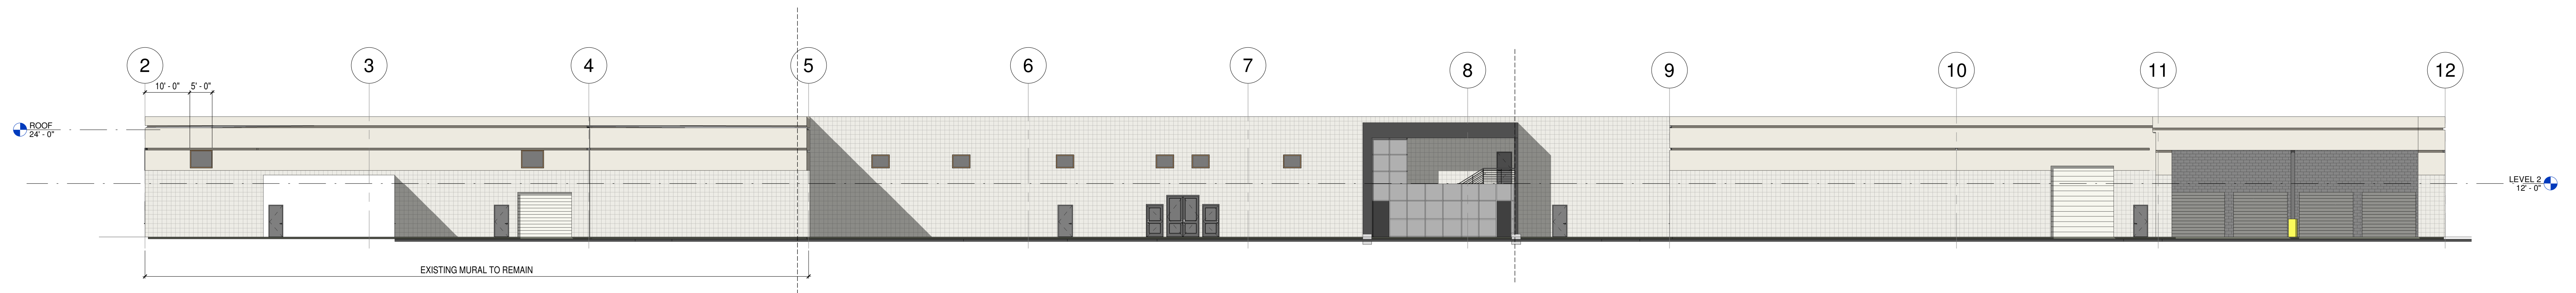 2
3
4
5
6
7
8
9
10
11
12
10' - 0"
5' - 0"
ROOF
24' - 0"
LEVEL 2
12' - 0"
EXISTING MURAL TO REMAIN